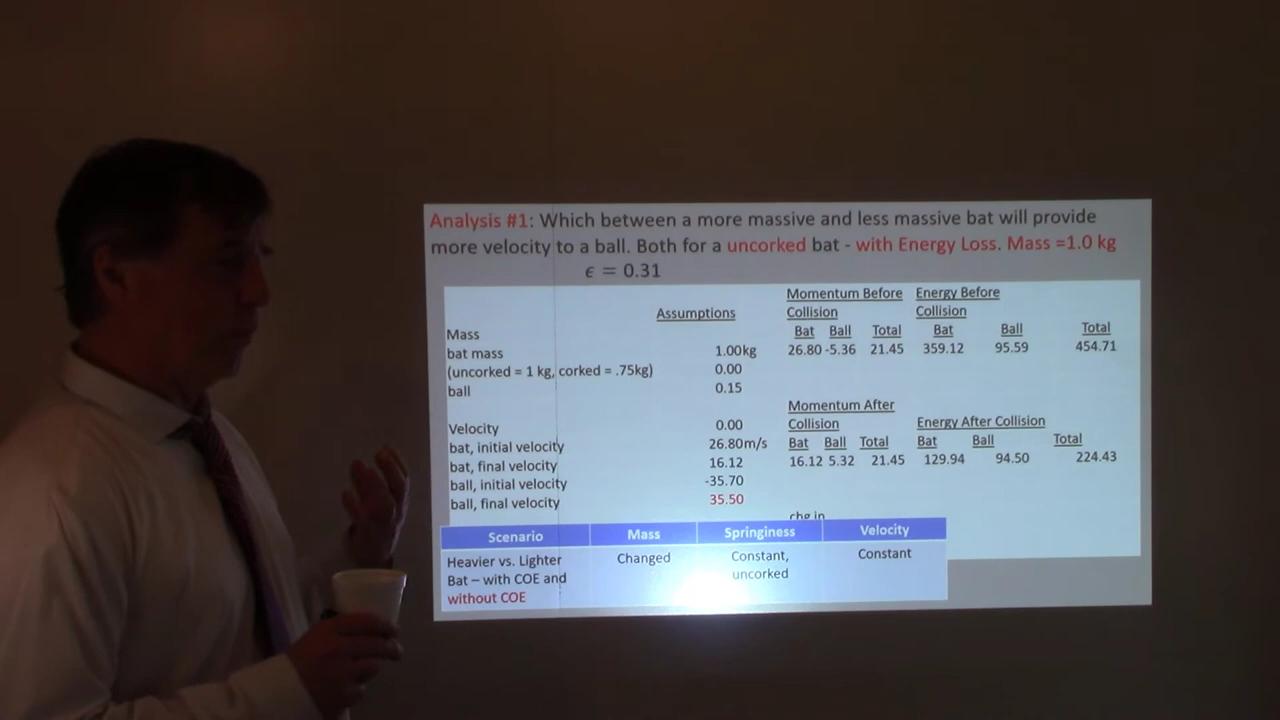 Analysis #1: Which between a more massive and less massive bat will provide
more velocity to a ball. Both for a uncorked bat - with Energy Loss. Mass =1.0 kg
ϵ = 0.31
Momentum Before Energy Before
Assumptions Collision Collision
Mass Bat Ball Total Bat Ball Total
bat mass 1.00kg 26.80 -5.36 21.45 359.12 95.59 454.71
(uncorked = 1 kg, corked = .75kg) 0.00
ball 0.15
Momentum After
Velocity 0.00 Collision Energy After Collision
bat, initial velocity 26.80m/s Bat Ball Total Bat Ball Total
bat, final velocity 16.12 16.12 5.32 21.45 129.94 94.50 224.43
ball, initial velocity -35.70
ball, final velocity 35.50
chg in
Scenario Mass Springiness Velocity
Heavier vs. Lighter Changed Constant, Constant
Bat – with COE and uncorked
without COE